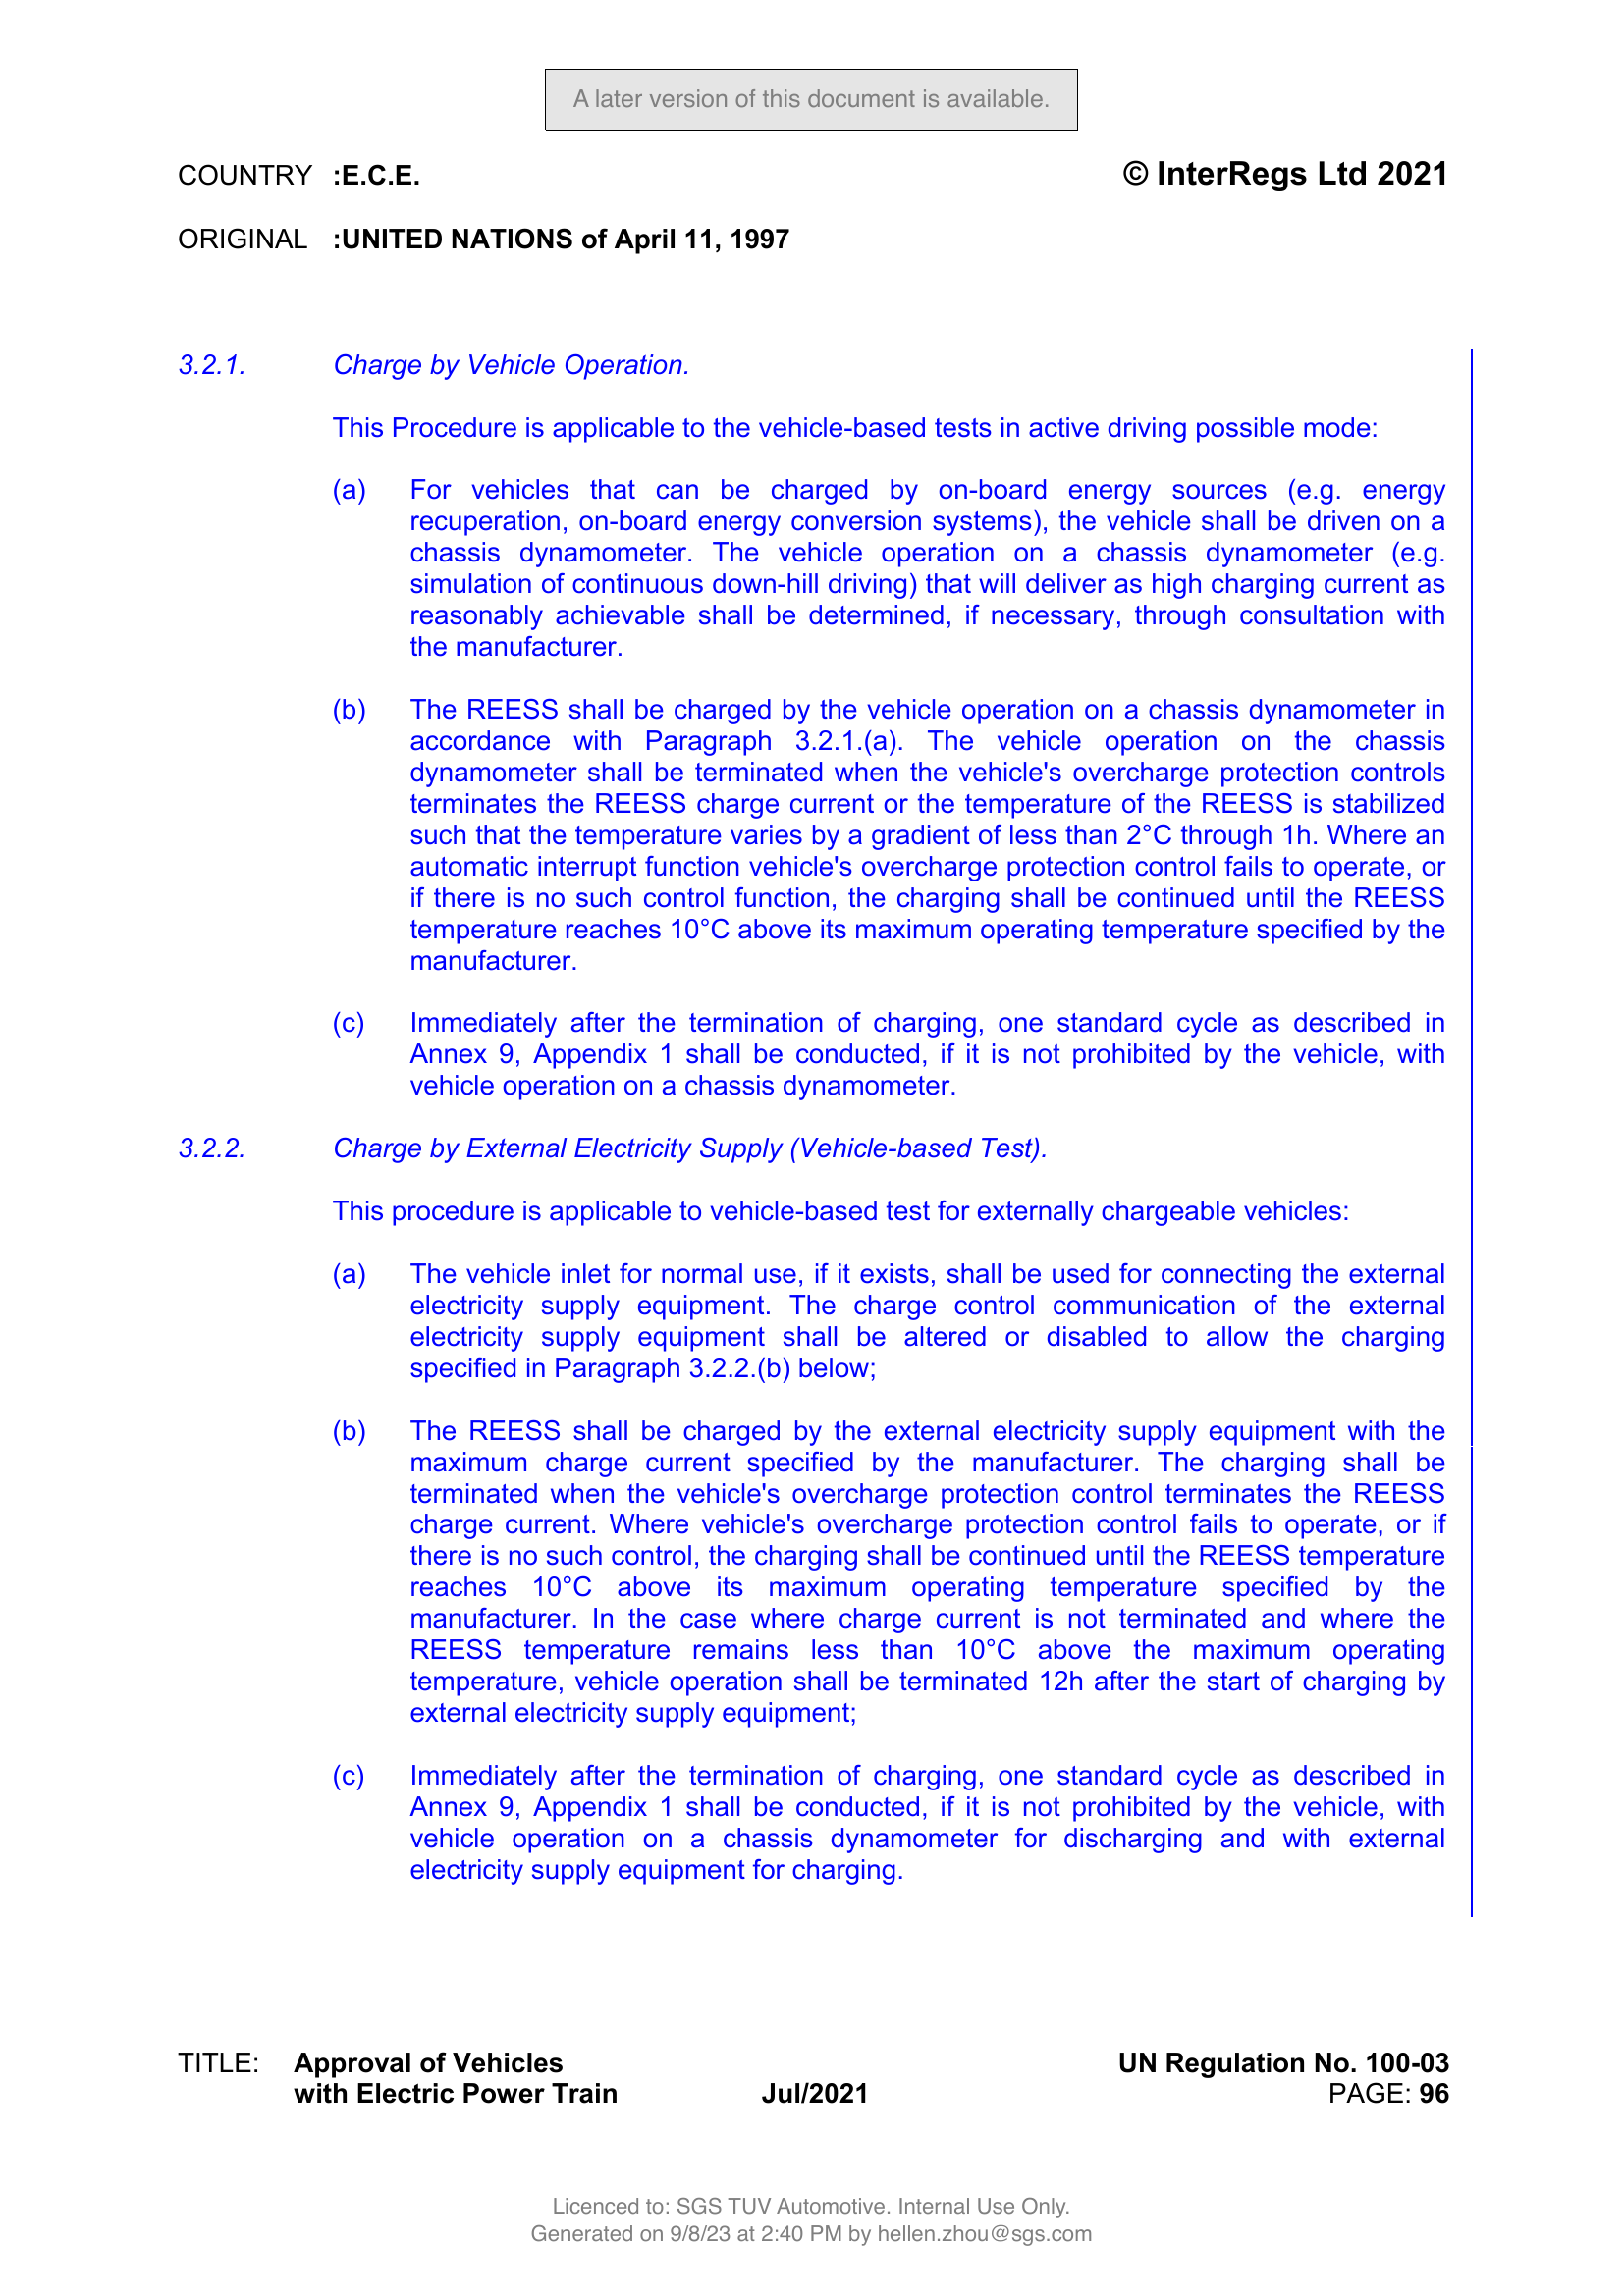 A later version of this document is available.
COUNTRY :E.C.E. © InterRegs Ltd 2021
ORIGINAL :UNITED NATIONS of April 11, 1997
3.2.1. Charge by Vehicle Operation.
This Procedure is applicable to the vehicle-based tests in active driving possible mode:
(a) For vehicles that can be charged by on-board energy sources (e.g. energy
recuperation, on-board energy conversion systems), the vehicle shall be driven on a
chassis dynamometer. The vehicle operation on a chassis dynamometer (e.g.
simulation of continuous down-hill driving) that will deliver as high charging current as
reasonably achievable shall be determined, if necessary, through consultation with
the manufacturer.
(b) The REESS shall be charged by the vehicle operation on a chassis dynamometer in
accordance with Paragraph 3.2.1.(a). The vehicle operation on the chassis
dynamometer shall be terminated when the vehicle's overcharge protection controls
terminates the REESS charge current or the temperature of the REESS is stabilized
such that the temperature varies by a gradient of less than 2°C through 1h. Where an
automatic interrupt function vehicle's overcharge protection control fails to operate, or
if there is no such control function, the charging shall be continued until the REESS
temperature reaches 10°C above its maximum operating temperature specified by the
manufacturer.
(c) Immediately after the termination of charging, one standard cycle as described in
Annex 9, Appendix 1 shall be conducted, if it is not prohibited by the vehicle, with
vehicle operation on a chassis dynamometer.
3.2.2. Charge by External Electricity Supply (Vehicle-based Test).
This procedure is applicable to vehicle-based test for externally chargeable vehicles:
(a) The vehicle inlet for normal use, if it exists, shall be used for connecting the external
electricity supply equipment. The charge control communication of the external
electricity supply equipment shall be altered or disabled to allow the charging
specified in Paragraph 3.2.2.(b) below;
(b) The REESS shall be charged by the external electricity supply equipment with the
maximum charge current specified by the manufacturer. The charging shall be
terminated when the vehicle's overcharge protection control terminates the REESS
charge current. Where vehicle's overcharge protection control fails to operate, or if
there is no such control, the charging shall be continued until the REESS temperature
reaches 10°C above its maximum operating temperature specified by the
manufacturer. In the case where charge current is not terminated and where the
REESS temperature remains less than 10°C above the maximum operating
temperature, vehicle operation shall be terminated 12h after the start of charging by
external electricity supply equipment;
(c) Immediately after the termination of charging, one standard cycle as described in
Annex 9, Appendix 1 shall be conducted, if it is not prohibited by the vehicle, with
vehicle operation on a chassis dynamometer for discharging and with external
electricity supply equipment for charging.
TITLE: Approval of Vehicles UN Regulation No. 100-03
with Electric Power Train Jul/2021 PAGE: 96
Licenced to: SGS TUV Automotive. Internal Use Only.
Generated on 9/8/23 at 2:40 PM by hellen.zhou@sgs.com